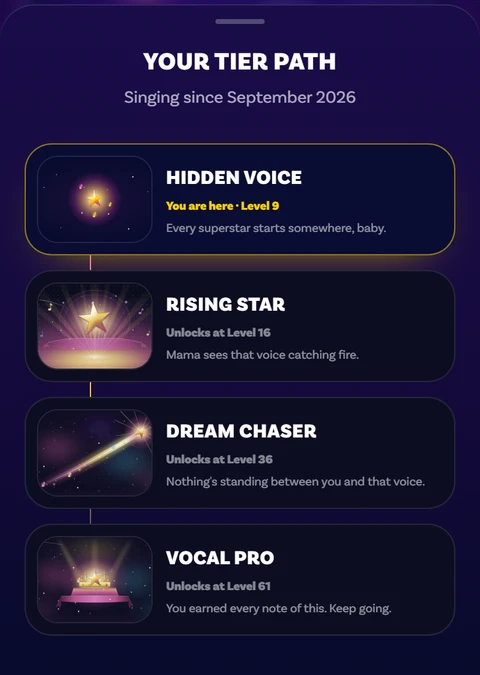 YOUR TIER PATH
Singing since September 2026
HIDDEN VOICE
You are here · Level 9
Every superstar starts somewhere, baby.
RISING STAR
Unlocks at Level 16
Mama sees that voice catching fire.
DREAM CHASER
Unlocks at Level 36
Nothing's standing between you and that voice.
VOCAL PRO
Unlocks at Level 61
You earned every note of this. Keep going.